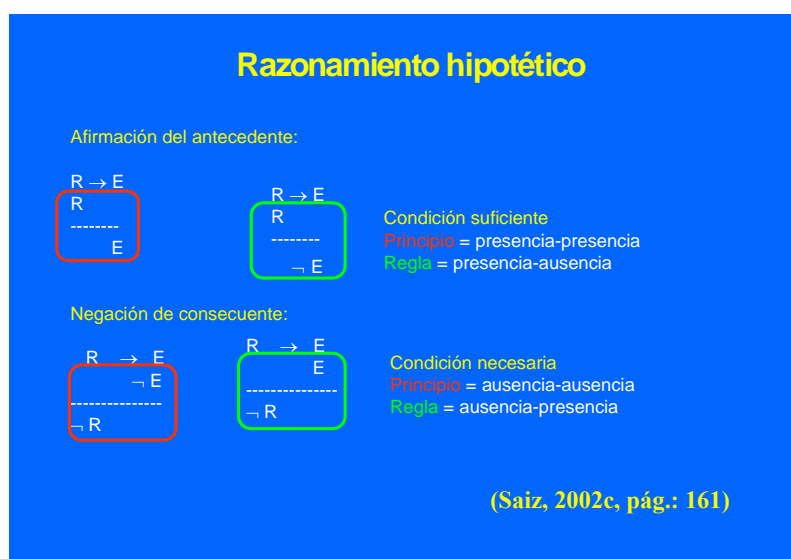 Razonamiento hipotético
Afirmación del antecedente:
R → E
R
--------
E
R → E
R
--------
¬ E
Condición suficiente
Principio = presencia-presencia
Regla = presencia-ausencia
Negación de consecuente:
R → E
¬ E
---------------
¬ R
R → E
E
---------------
¬ R
Condición necesaria
Principio = ausencia-ausencia
Regla = ausencia-presencia
(Saiz, 2002c, pág.: 161)